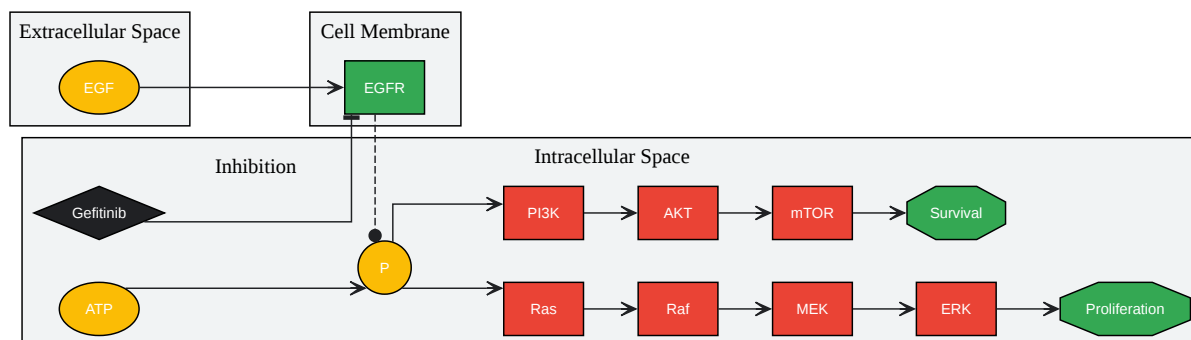 Extracellular Space
Cell Membrane
EGF
EGFR
Inhibition
Intracellular Space
Gefitinib
PI3K
AKT
mTOR
Survival
P
ATP
Ras
Raf
MEK
ERK
Proliferation